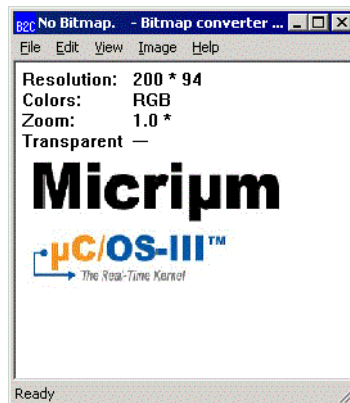 B2C No Bitmap. - Bitmap converter ...
File Edit View Image Help
Resolution: 200 * 94
Colors: RGB
Zoom: 1.0 *
Transparent —
Micriµm
µC/OS-III™
The Real-Time Kernel
Ready